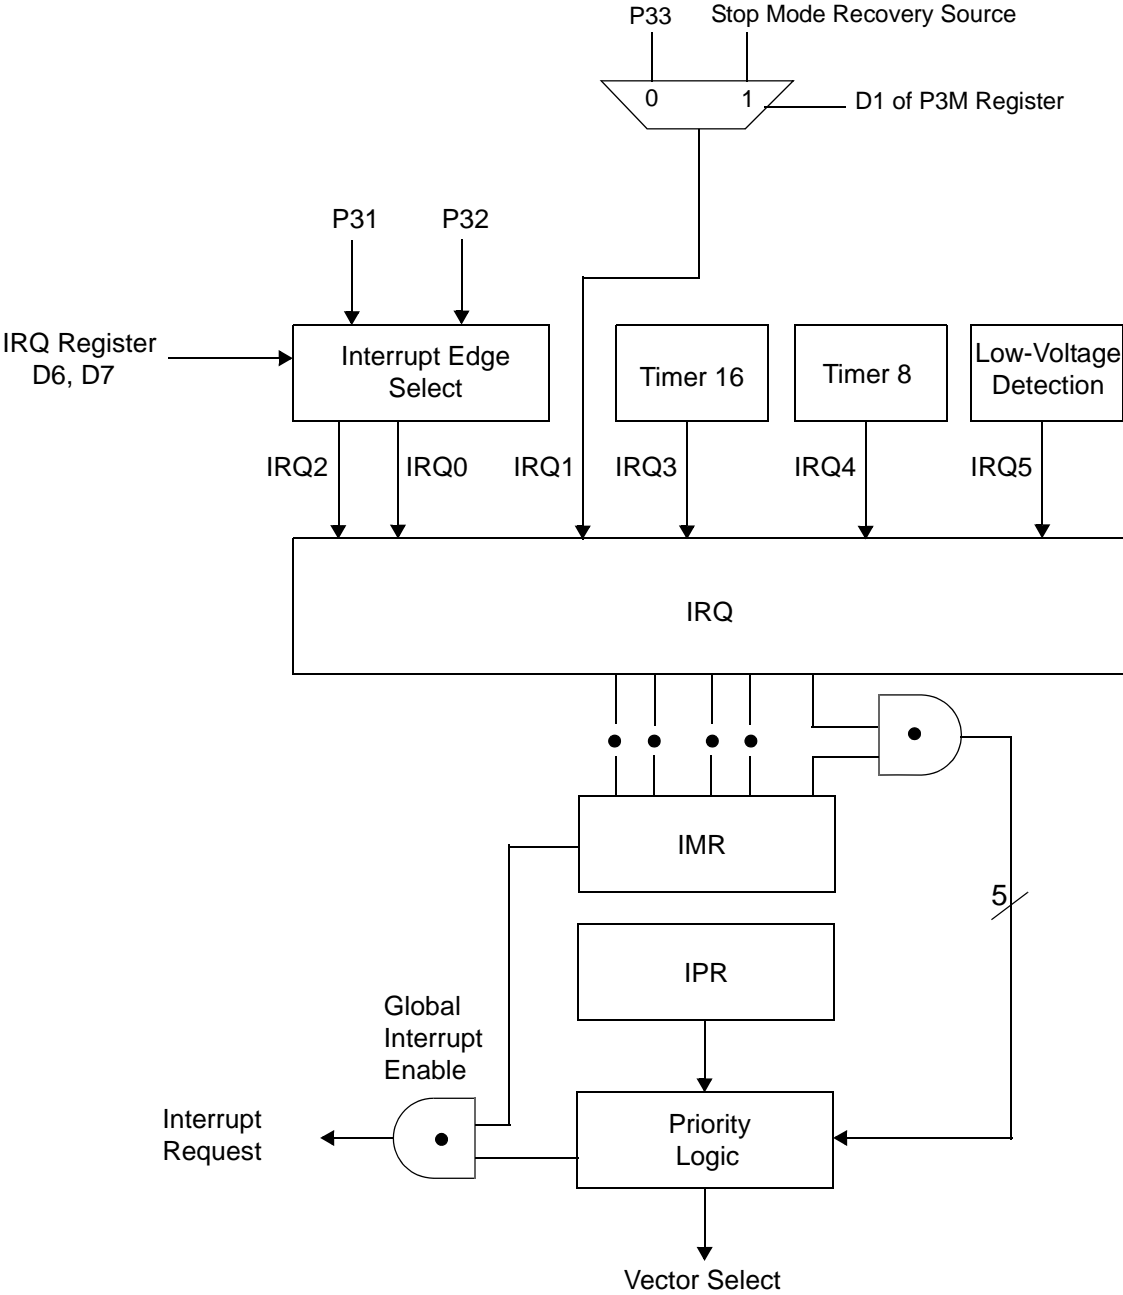 P33
Stop Mode Recovery Source
0
1
D1 of P3M Register
P31
P32
IRQ Register
D6, D7
Interrupt Edge
Select
Timer 16
Timer 8
Low-Voltage
Detection
IRQ2
IRQ0
IRQ1
IRQ3
IRQ4
IRQ5
IRQ
IMR
5
IPR
Global
Interrupt
Enable
Interrupt
Request
Priority
Logic
Vector Select